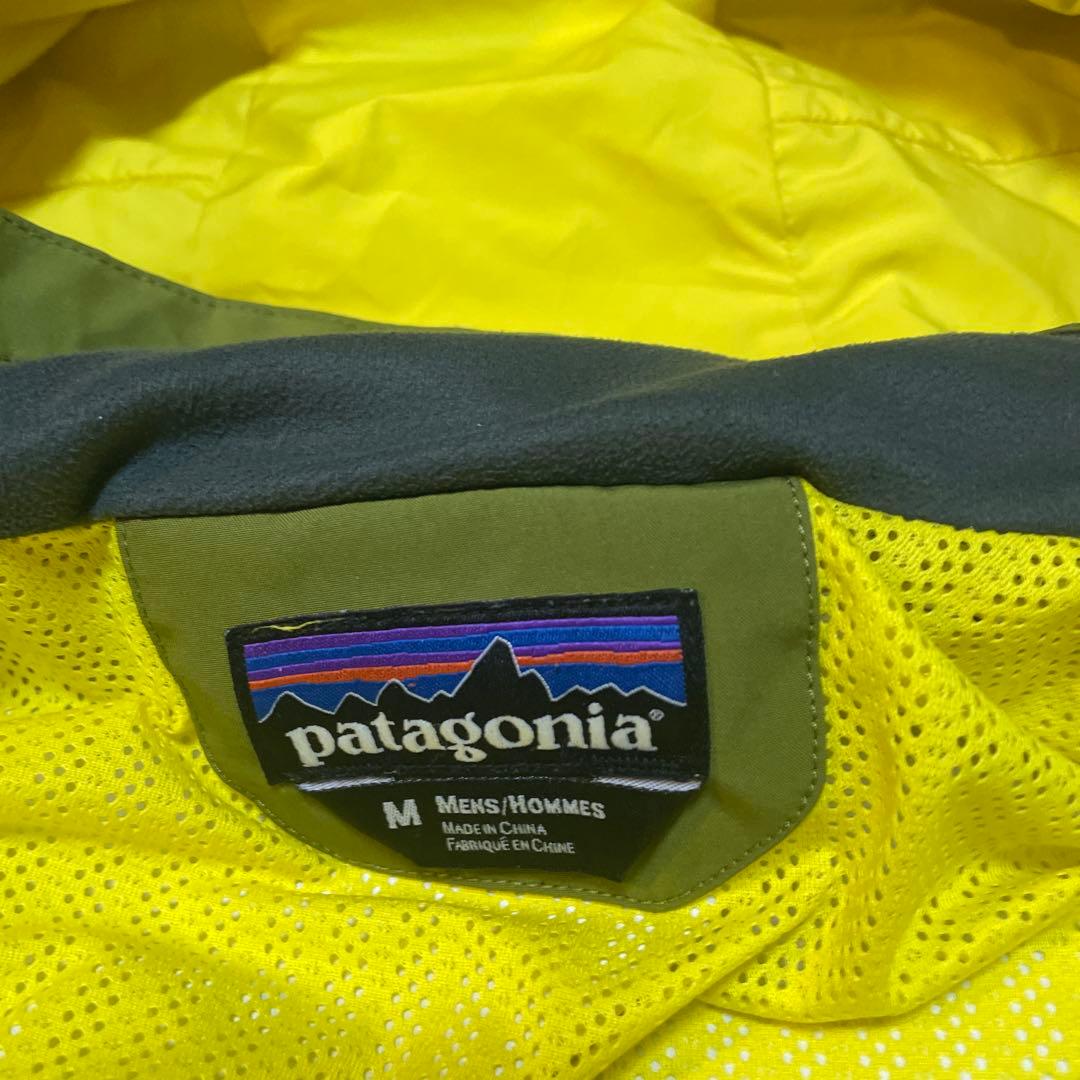 patagonia®
M MENS/HOMMES
MADE IN CHINA
FABRIQUÉ EN CHINE